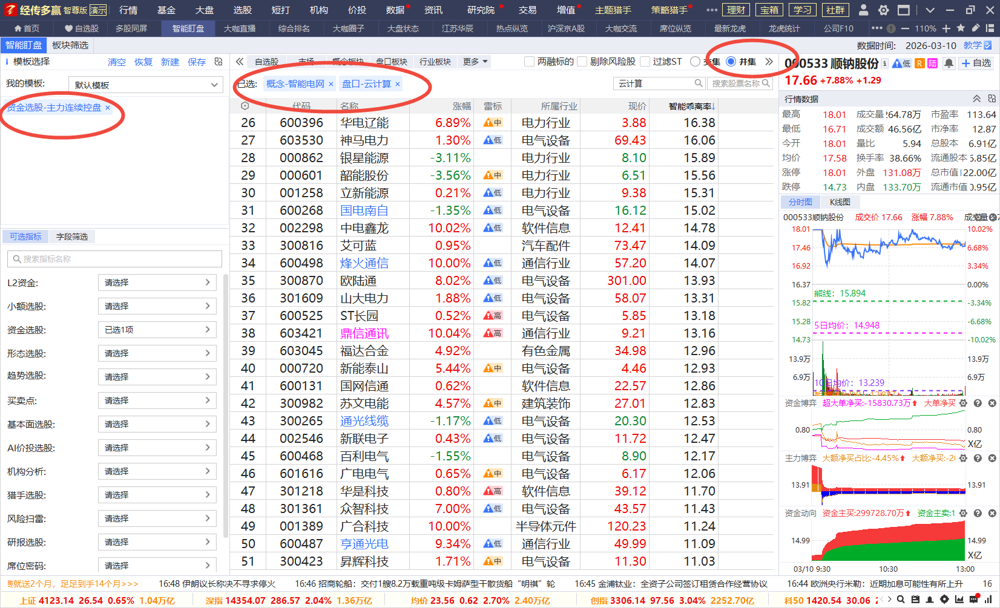 经传多赢 智尊版 演示 行情 基金 大盘 选股 短打 机构 价投 数据 资讯 研究院 交易 增值 主题猎手 策略猎手 理财 宝箱 学习 社群
首页 自选股 多股同屏 智能盯盘 大咖直播 综合排名 大咖圈子 大盘状态 江苏华辰 热点纵览 沪深京A股 大咖交流 席位纵览 最新龙虎 龙虎统计 公司F10 110%
智能盯盘 板块筛选 数据时间: 2026-03-10 教学
模板选择 清空 恢复 新建 保存
我的模板: 默认模板
资金选股-主力连续控盘 ×
可选指标 字段筛选
搜索指标名称
L2资金: 请选择
小额选股: 请选择
资金选股: 已选1项
形态选股: 请选择
趋势选股: 请选择
买卖点: 请选择
基本面选股: 请选择
AI价投选股: 请选择
机构分析: 请选择
猎手选股: 请选择
风险扫雷: 请选择
研报选股: 请选择
席位密码: 请选择
自选股 市场 概念板块 盘口板块 行业板块 更多 两融标的 剔除风险股 过滤ST 交集 并集
已选: 概念-智能电网 × 盘口-云计算 × 云计算 搜索股票名称
代码 名称 涨幅 雷标 所属行业 现价 智能乖离率↓
26 600396 华电辽能 6.89% 中 电力行业 3.88 16.38
27 603530 神马电力 1.30% 低 电气设备 69.43 16.06
28 000862 银星能源 -3.11% 电力行业 8.10 15.89
29 000601 韶能股份 -3.56% 中 电力行业 6.51 15.56
30 001258 立新能源 0.21% 低 电力行业 9.38 15.31
31 600268 国电南自 -1.35% 低 电气设备 16.12 15.02
32 002298 中电鑫龙 10.02% 低 软件信息 12.41 14.78
33 300816 艾可蓝 0.95% 汽车配件 73.47 14.09
34 600498 烽火通信 10.00% 低 通信行业 57.20 14.07
35 300870 欧陆通 8.02% 低 电气设备 301.00 13.93
36 301609 山大电力 1.88% 低 电气设备 58.07 13.31
37 600525 ST长园 0.52% 高 电气设备 5.85 13.18
38 603421 鼎信通讯 10.04% 高 通信行业 9.21 13.16
39 603045 福达合金 4.92% 有色金属 34.98 12.96
40 000720 新能泰山 5.44% 中 电气设备 4.46 12.93
41 600131 国网信通 0.62% 软件信息 22.57 12.86
42 300982 苏文电能 4.57% 中 建筑装饰 27.01 12.83
43 300265 通光线缆 -1.17% 低 电气设备 20.30 12.53
44 002546 新联电子 0.43% 低 电气设备 11.72 12.47
45 600468 百利电气 -1.55% 电气设备 8.90 12.17
46 601616 广电电气 0.65% 中 电气设备 6.17 12.06
47 301218 华是科技 0.80% 高 软件信息 39.12 11.70
48 301361 众智科技 7.00% 低 电气设备 43.57 11.43
49 001389 广合科技 10.00% 半导体元件 120.23 11.24
50 600487 亨通光电 9.34% 低 通信行业 49.99 11.09
51 300423 昇辉科技 1.71% 中 电气设备 11.30 11.03
000533 顺钠股份 低 R 陆 + 自选
17.66 +7.88% +1.29
行情数据
最高 18.01 成交量 264.78万 市盈率 113.64
最低 16.71 成交额 46.56亿 市净率 12.87
今开 18.01 量比 5.94 总股本 6.91亿
均价 17.58 换手率 38.66% 流通股本 6.85亿
涨停 18.01 外盘 131.08万 总市值 122.00亿
跌停 14.73 内盘 133.70万 流通市值 0.95亿
分时图 K线图
000533顺钠股份 成交价 17.66 涨幅 7.88% 成交量
18.01 10.02%
17.46 6.68%
16.92 3.34%
16.37 0.00%
熊线: 15.894
15.82 -3.34%
15.28 -6.68%
5日均价: 14.948
14.73 -10.02%
13.9万 13.9万
6.9万 6.9万
10日均价: 13.239
资金博弈 超大单净买:-15830.73万 大单净买
0.80 0.80
X亿
主力博弈 大额净买占比:-4.45% 大额净买:-2
13.91 13.91
资金动向 资金主买:299728.70万 资金主卖:1
14.99 14.99
X亿
03/10 9:30 10:30 13:00
就送2个月，足足到手14个月>>> 16:48 伊朗议长称决不寻求停火 16:46 招商轮船：交付1艘8.2万载重吨级卡姆萨型干散货船“明祺”轮 16:45 金浦钛业：全资子公司签订租赁合作经营协议 16:44 欧洲央行米勒：近期加息可能性有所上升 16
上证 4123.14 26.54 0.65% 1.04万亿 深指 14354.07 286.57 2.04% 1.36万亿 均价 23.56 0.62 2.70% 2.40万亿 创指 3306.14 97.56 3.04% 2252.70亿 科50 1420.54 30.06